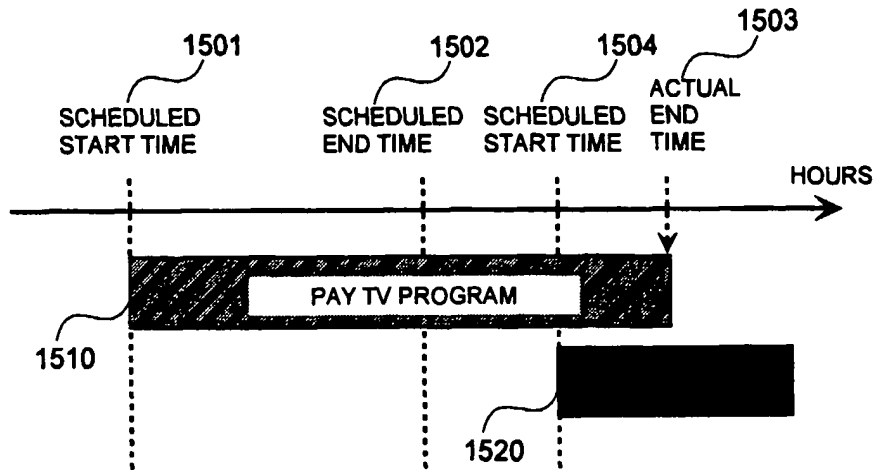 1501
1502
1504
1503
SCHEDULED
START TIME
SCHEDULED
END TIME
SCHEDULED
START TIME
ACTUAL
END
TIME
HOURS
PAY TV PROGRAM
1510
1520